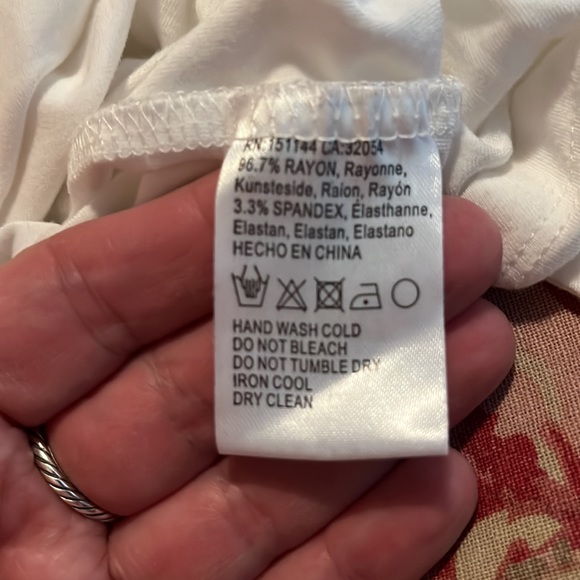 RN:151144 CA:32054
96.7% RAYON, Rayonne,
Kunsteside, Raion, Rayón
3.3% SPANDEX, Élasthanne,
Elastan, Elastan, Elastano
HECHO EN CHINA
HAND WASH COLD
DO NOT BLEACH
DO NOT TUMBLE DRY
IRON COOL
DRY CLEAN